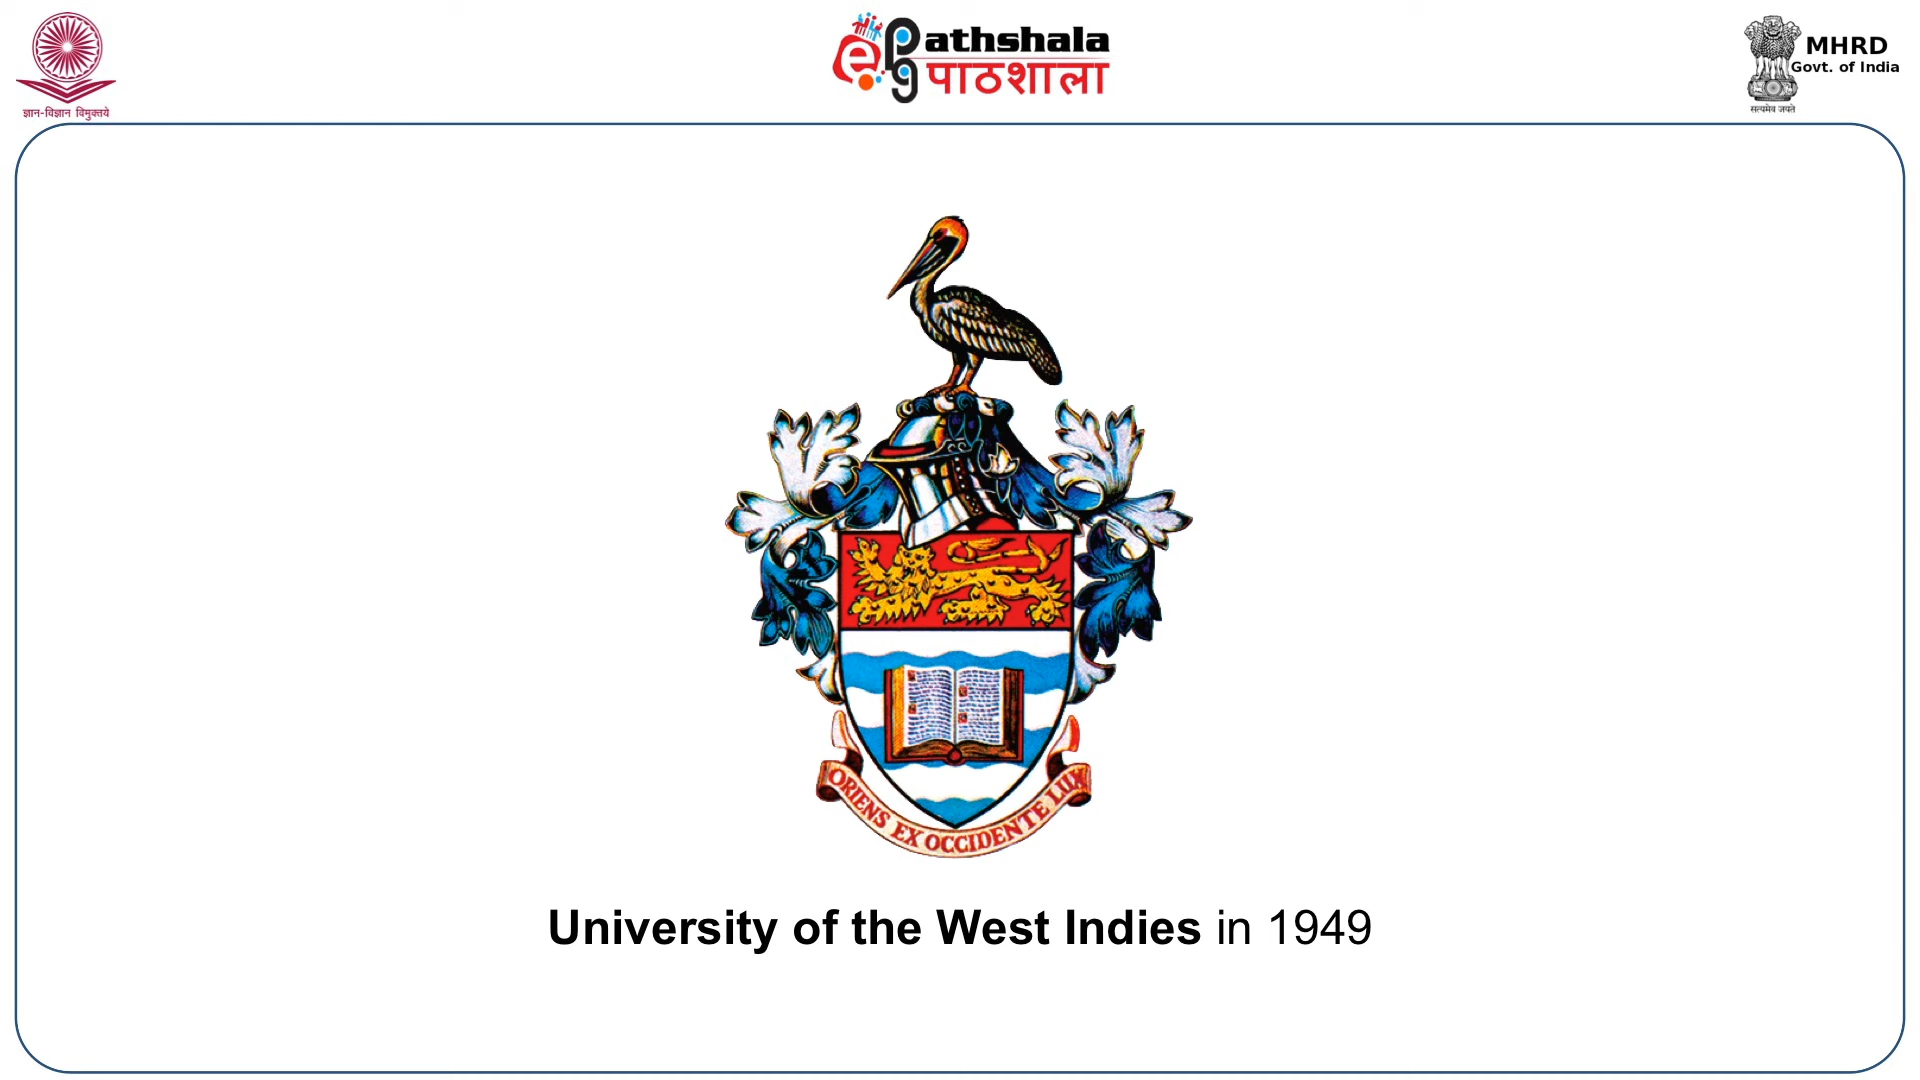 ज्ञान-विज्ञान विमुक्तये
ePG Pathshala
पाठशाला
MHRD
Govt. of India
सत्यमेव जयते
ORIENS EX OCCIDENTE LUX
University of the West Indies in 1949